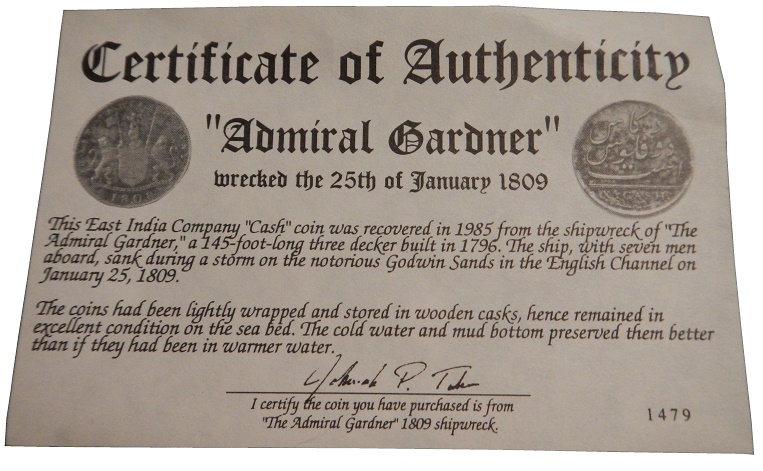 Certificate of Authenticity
"Admiral Gardner"
wrecked the 25th of January 1809
1808
This East India Company "Cash" coin was recovered in 1985 from the shipwreck of "The
Admiral Gardner," a 145-foot-long three decker built in 1796. The ship, with seven men
aboard, sank during a storm on the notorious Godwin Sands in the English Channel on
January 25, 1809.
The coins had been lightly wrapped and stored in wooden casks, hence remained in
excellent condition on the sea bed. The cold water and mud bottom preserved them better
than if they had been in warmer water.
I certify the coin you have purchased is from
"The Admiral Gardner" 1809 shipwreck.
1479